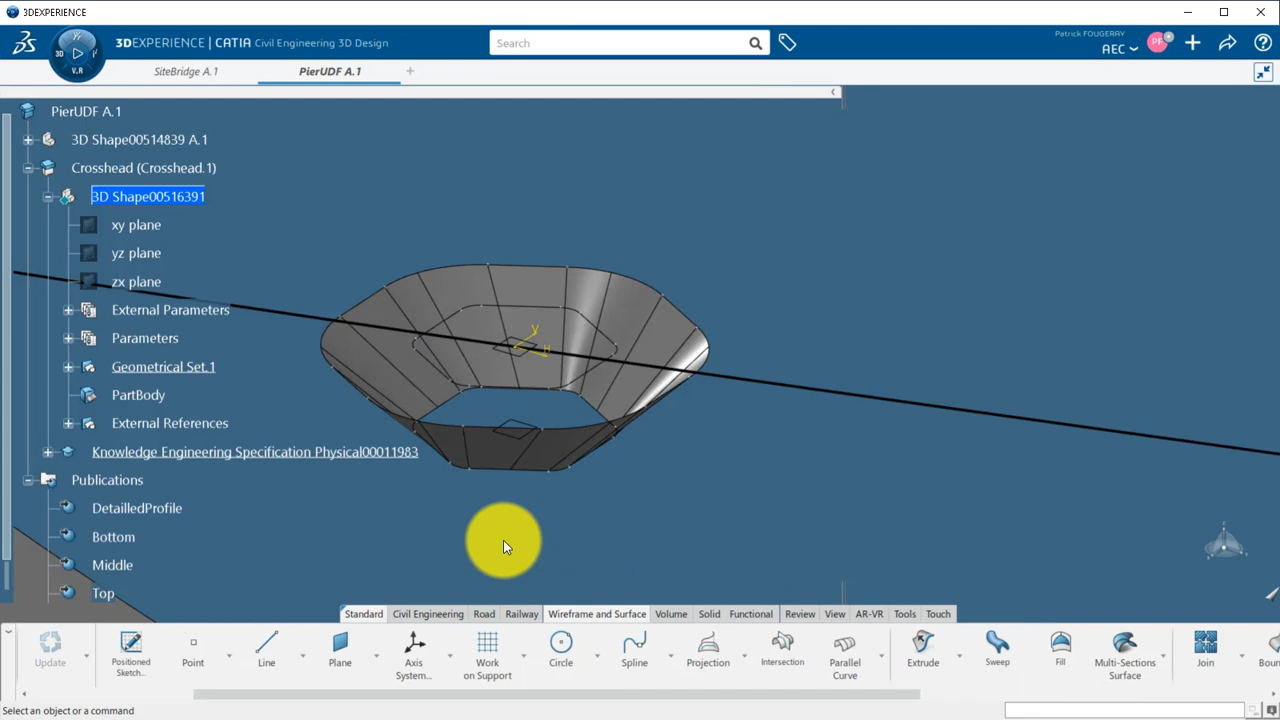 3DEXPERIENCE
3DEXPERIENCE | CATIA Civil Engineering 3D Design
Search
Patrick FOUGERAY
AEC
PF
3D
V.R
SiteBridge A.1
PierUDF A.1
PierUDF A.1
3D Shape00514839 A.1
Crosshead (Crosshead.1)
3D Shape00516391
xy plane
yz plane
zx plane
External Parameters
Parameters
Geometrical Set.1
PartBody
External References
Knowledge Engineering Specification Physical00011983
Publications
DetailledProfile
Bottom
Middle
Top
y
H
Standard
Civil Engineering
Road
Railway
Wireframe and Surface
Volume
Solid
Functional
Review
View
AR-VR
Tools
Touch
Update
Positioned
Sketch...
Point
Line
Plane
Axis
System...
Work
on Support
Circle
Spline
Projection
Intersection
Parallel
Curve
Extrude
Sweep
Fill
Multi-Sections
Surface
Join
Boun
Select an object or a command